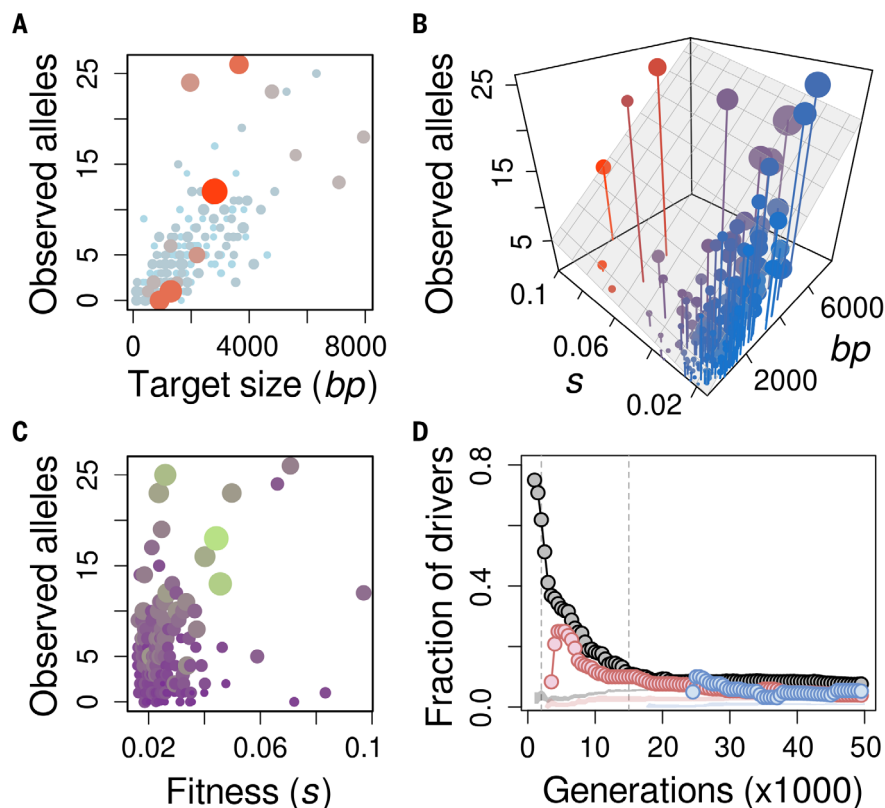 A
Observed alleles
0
5
15
25
0
4000
8000
Target size (bp)
B
Observed alleles
5
15
25
0.1
0.06
0.02
s
2000
6000
bp
C
Observed alleles
0
5
15
25
0.02
0.06
0.1
Fitness (s)
D
Fraction of drivers
0.0
0.4
0.8
0
10
20
30
40
50
Generations (x1000)